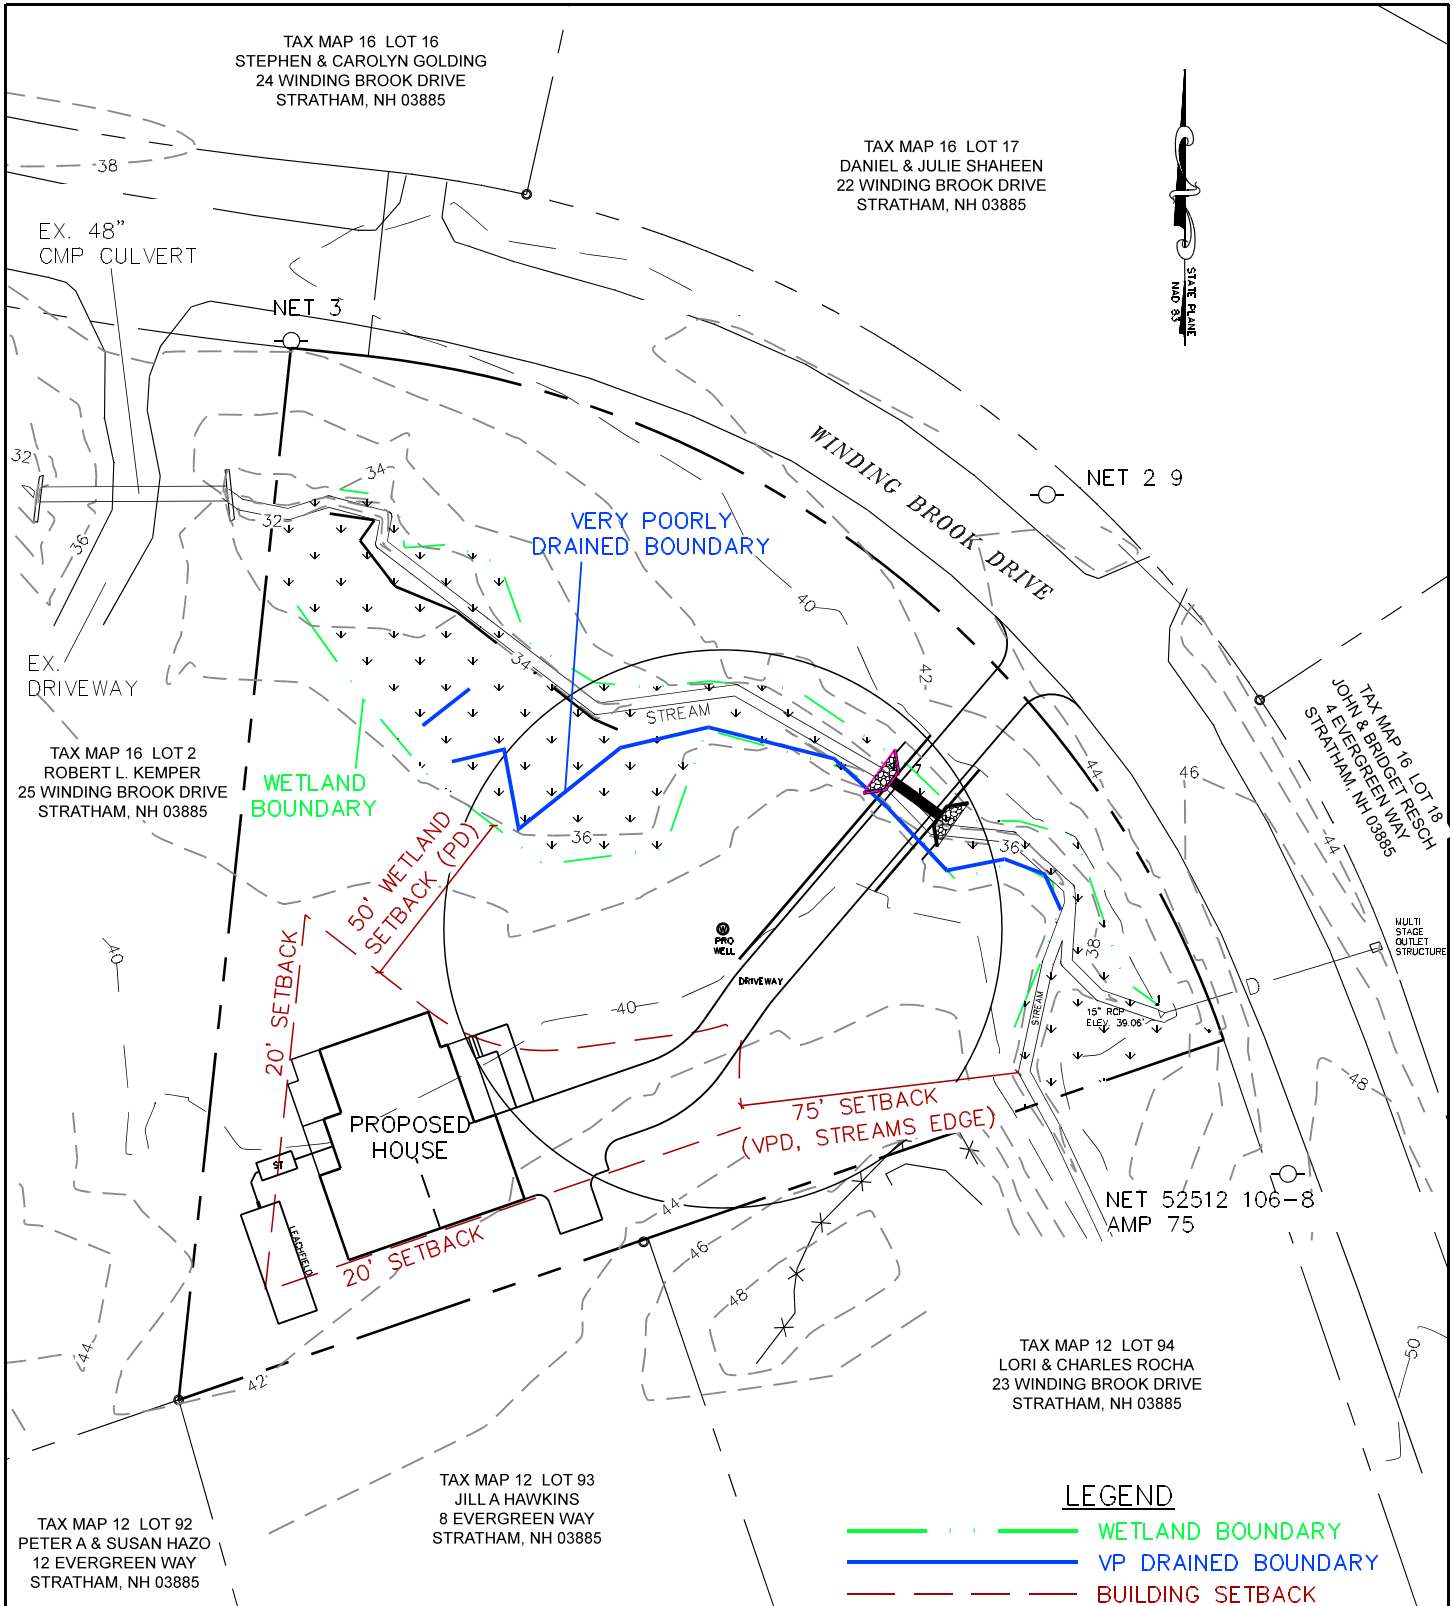 TAX MAP 16 LOT 16
STEPHEN & CAROLYN GOLDING
24 WINDING BROOK DRIVE
STRATHAM, NH 03885
TAX MAP 16 LOT 17
DANIEL & JULIE SHAHEEN
22 WINDING BROOK DRIVE
STRATHAM, NH 03885
STATE PLANE
NAD 83
38
EX. 48"
CMP CULVERT
NET 3
WINDING BROOK DRIVE
NET 2 9
32
34
32
36
VERY POORLY
DRAINED BOUNDARY
40
34
42
EX.
DRIVEWAY
STREAM
TAX MAP 16 LOT 18
JOHN & BRIDGET RESCH
4 EVERGREEN WAY
STRATHAM, NH 03885
TAX MAP 16 LOT 2
ROBERT L. KEMPER
25 WINDING BROOK DRIVE
STRATHAM, NH 03885
WETLAND
BOUNDARY
44
46
44
36
36
50' WETLAND
SETBACK (PD)
W
PRO
WELL
DRIVEWAY
38
MULTI
STAGE
OUTLET
STRUCTURE
40
20' SETBACK
40
STREAM
15" RCP
ELEV. 39.06'
D
48
PROPOSED
HOUSE
75' SETBACK
(VPD, STREAMS EDGE)
ST
LEACHFIELD
44
NET 52512 106-8
AMP 75
20' SETBACK
46
48
44
42
50
TAX MAP 12 LOT 94
LORI & CHARLES ROCHA
23 WINDING BROOK DRIVE
STRATHAM, NH 03885
TAX MAP 12 LOT 93
JILL A HAWKINS
8 EVERGREEN WAY
STRATHAM, NH 03885
TAX MAP 12 LOT 92
PETER A & SUSAN HAZO
12 EVERGREEN WAY
STRATHAM, NH 03885
LEGEND
WETLAND BOUNDARY
VP DRAINED BOUNDARY
BUILDING SETBACK